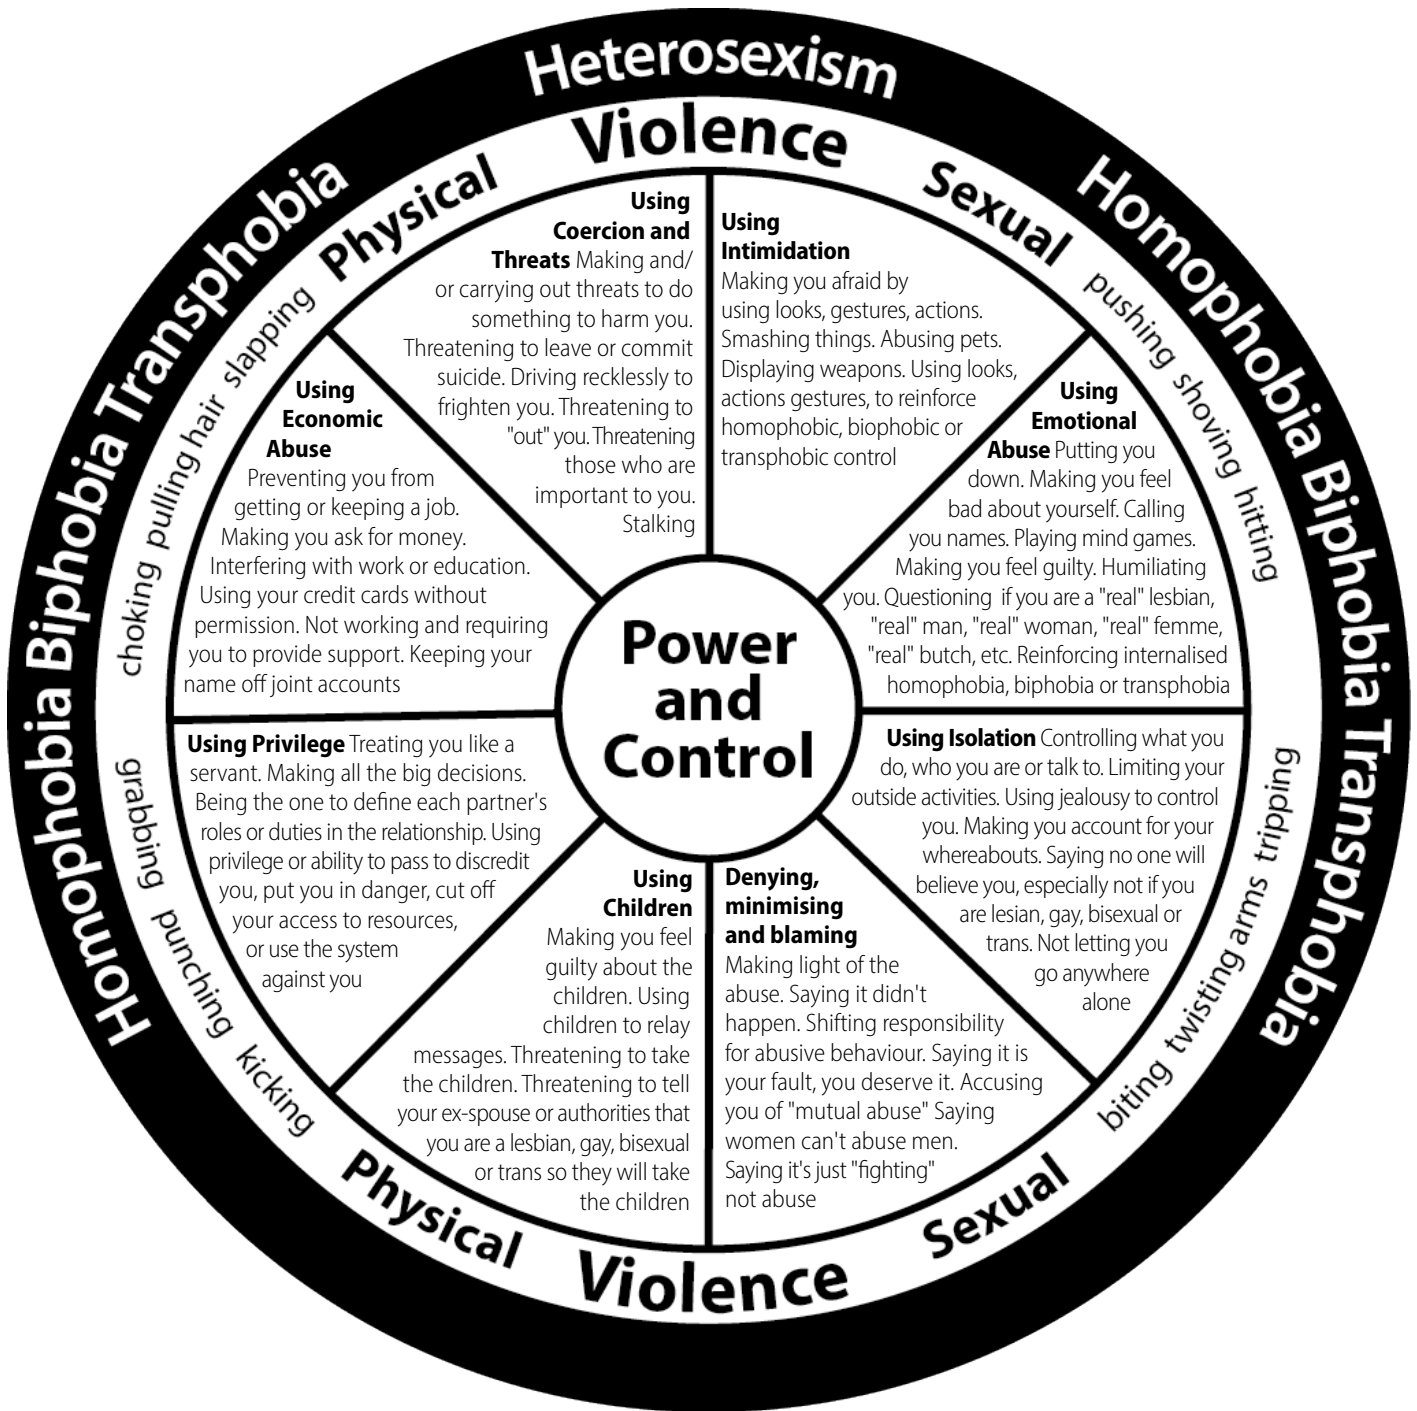 Heterosexism
Homophobia Biphobia Transphobia
Homophobia Biphobia Transphobia
Physical Violence Sexual
pushing shoving hitting
tripping twisting arms biting
Physical Violence Sexual
kicking punching grabbing
choking pulling hair slapping
Using
Coercion and
Threats Making and/
or carrying out threats to do
something to harm you.
Threatening to leave or commit
suicide. Driving recklessly to
frighten you. Threatening to
"out" you. Threatening
those who are
important to you.
Stalking
Using
Intimidation
Making you afraid by
using looks, gestures, actions.
Smashing things. Abusing pets.
Displaying weapons. Using looks,
actions gestures, to reinforce
homophobic, biophobic or
transphobic control
Using
Emotional
Abuse Putting you
down. Making you feel
bad about yourself. Calling
you names. Playing mind games.
Making you feel guilty. Humiliating
you. Questioning if you are a "real" lesbian,
"real" man, "real" woman, "real" femme,
"real" butch, etc. Reinforcing internalised
homophobia, biphobia or transphobia
Using Isolation Controlling what you
do, who you are or talk to. Limiting your
outside activities. Using jealousy to control
you. Making you account for your
whereabouts. Saying no one will
believe you, especially not if you
are lesian, gay, bisexual or
trans. Not letting you
go anywhere
alone
Denying,
minimising
and blaming
Making light of the
abuse. Saying it didn't
happen. Shifting responsibility
for abusive behaviour. Saying it is
your fault, you deserve it. Accusing
you of "mutual abuse" Saying
women can't abuse men.
Saying it's just "fighting"
not abuse
Using
Children
Making you feel
guilty about the
children. Using
children to relay
messages. Threatening to take
the children. Threatening to tell
your ex-spouse or authorities that
you are a lesbian, gay, bisexual
or trans so they will take
the children
Using Privilege Treating you like a
servant. Making all the big decisions.
Being the one to define each partner's
roles or duties in the relationship. Using
privilege or ability to pass to discredit
you, put you in danger, cut off
your access to resources,
or use the system
against you
Using
Economic
Abuse
Preventing you from
getting or keeping a job.
Making you ask for money.
Interfering with work or education.
Using your credit cards without
permission. Not working and requiring
you to provide support. Keeping your
name off joint accounts
Power
and
Control